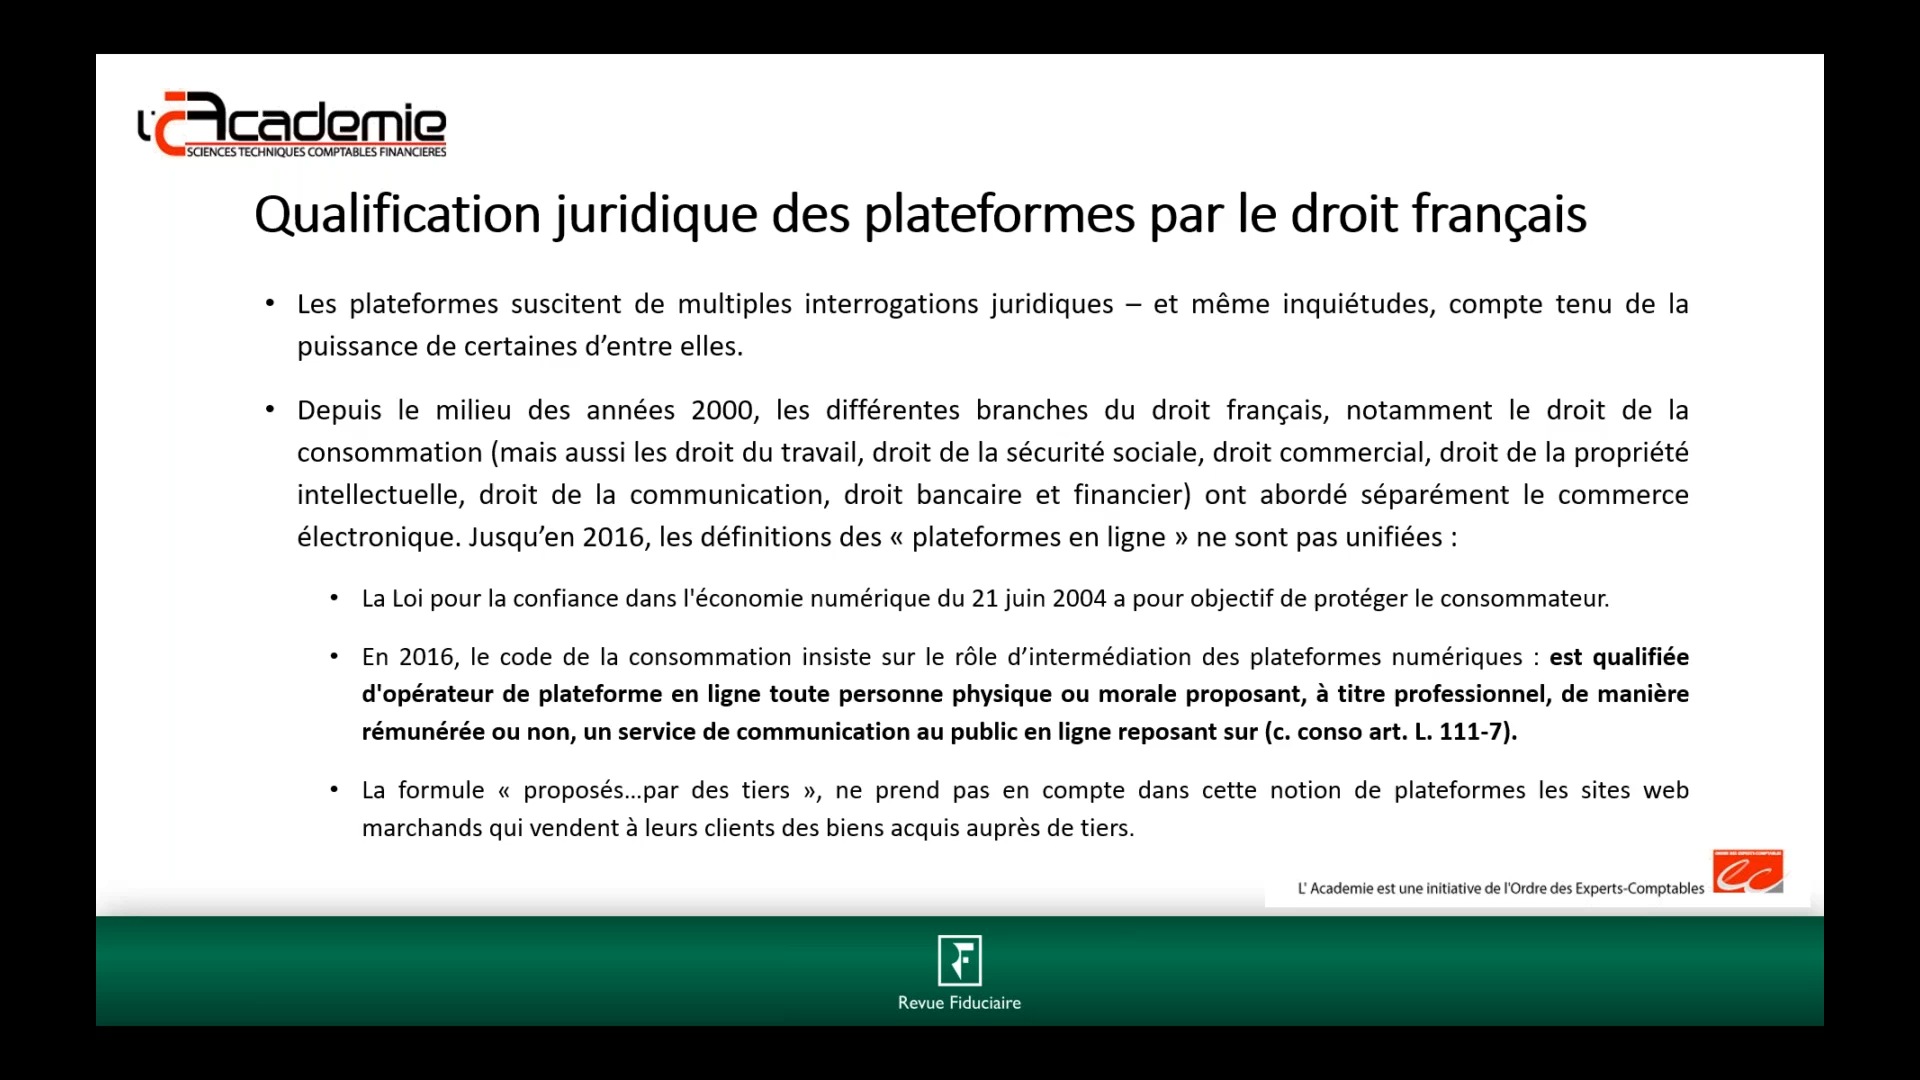 L'Academie
SCIENCES TECHNIQUES COMPTABLES FINANCIERES
Qualification juridique des plateformes par le droit français
• Les plateformes suscitent de multiples interrogations juridiques – et même inquiétudes, compte tenu de la
puissance de certaines d’entre elles.
• Depuis le milieu des années 2000, les différentes branches du droit français, notamment le droit de la
consommation (mais aussi les droit du travail, droit de la sécurité sociale, droit commercial, droit de la propriété
intellectuelle, droit de la communication, droit bancaire et financier) ont abordé séparément le commerce
électronique. Jusqu’en 2016, les définitions des « plateformes en ligne » ne sont pas unifiées :
• La Loi pour la confiance dans l'économie numérique du 21 juin 2004 a pour objectif de protéger le consommateur.
• En 2016, le code de la consommation insiste sur le rôle d’intermédiation des plateformes numériques : est qualifiée
d'opérateur de plateforme en ligne toute personne physique ou morale proposant, à titre professionnel, de manière
rémunérée ou non, un service de communication au public en ligne reposant sur (c. conso art. L. 111-7).
• La formule « proposés…par des tiers », ne prend pas en compte dans cette notion de plateformes les sites web
marchands qui vendent à leurs clients des biens acquis auprès de tiers.
L' Academie est une initiative de l'Ordre des Experts-Comptables
ORDRE DES EXPERTS-COMPTABLES
ec
RF
Revue Fiduciaire